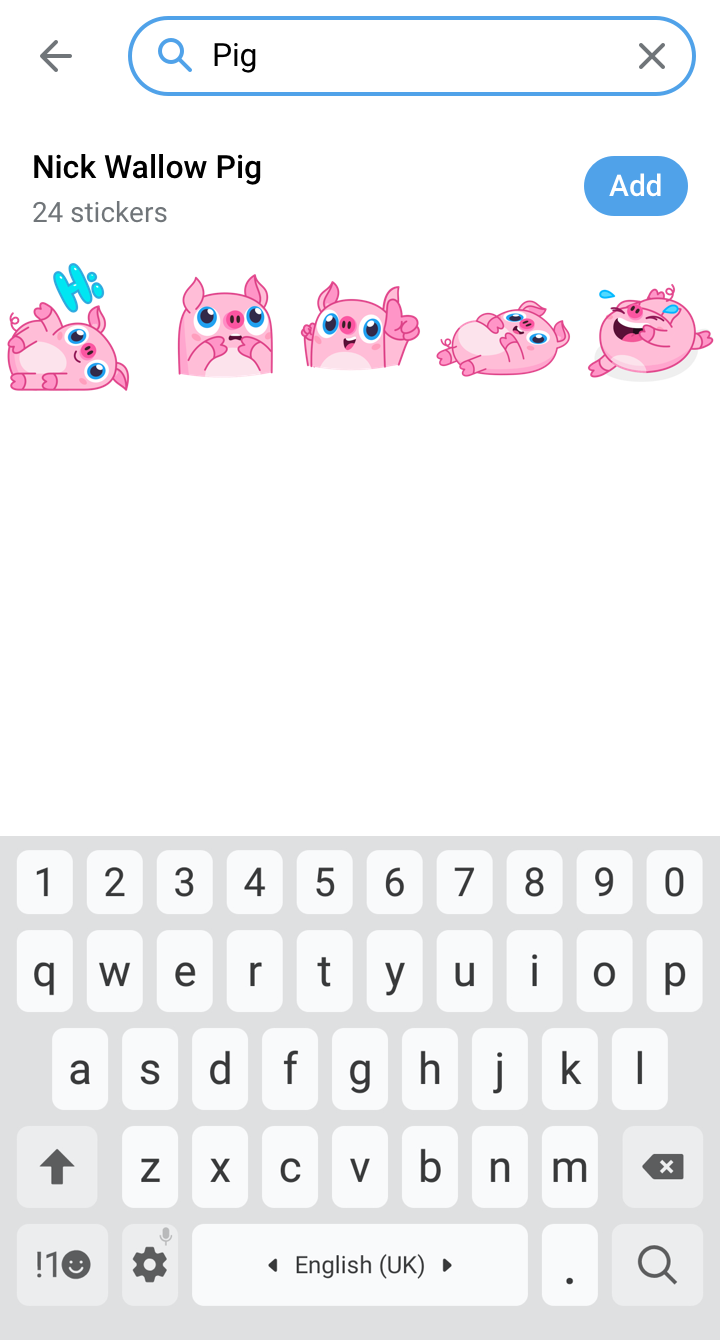 Pig
Nick Wallow Pig
24 stickers
Add
Hi
1 2 3 4 5 6 7 8 9 0
q w e r t y u i o p
a s d f g h j k l
z x c v b n m
!1 English (UK) .